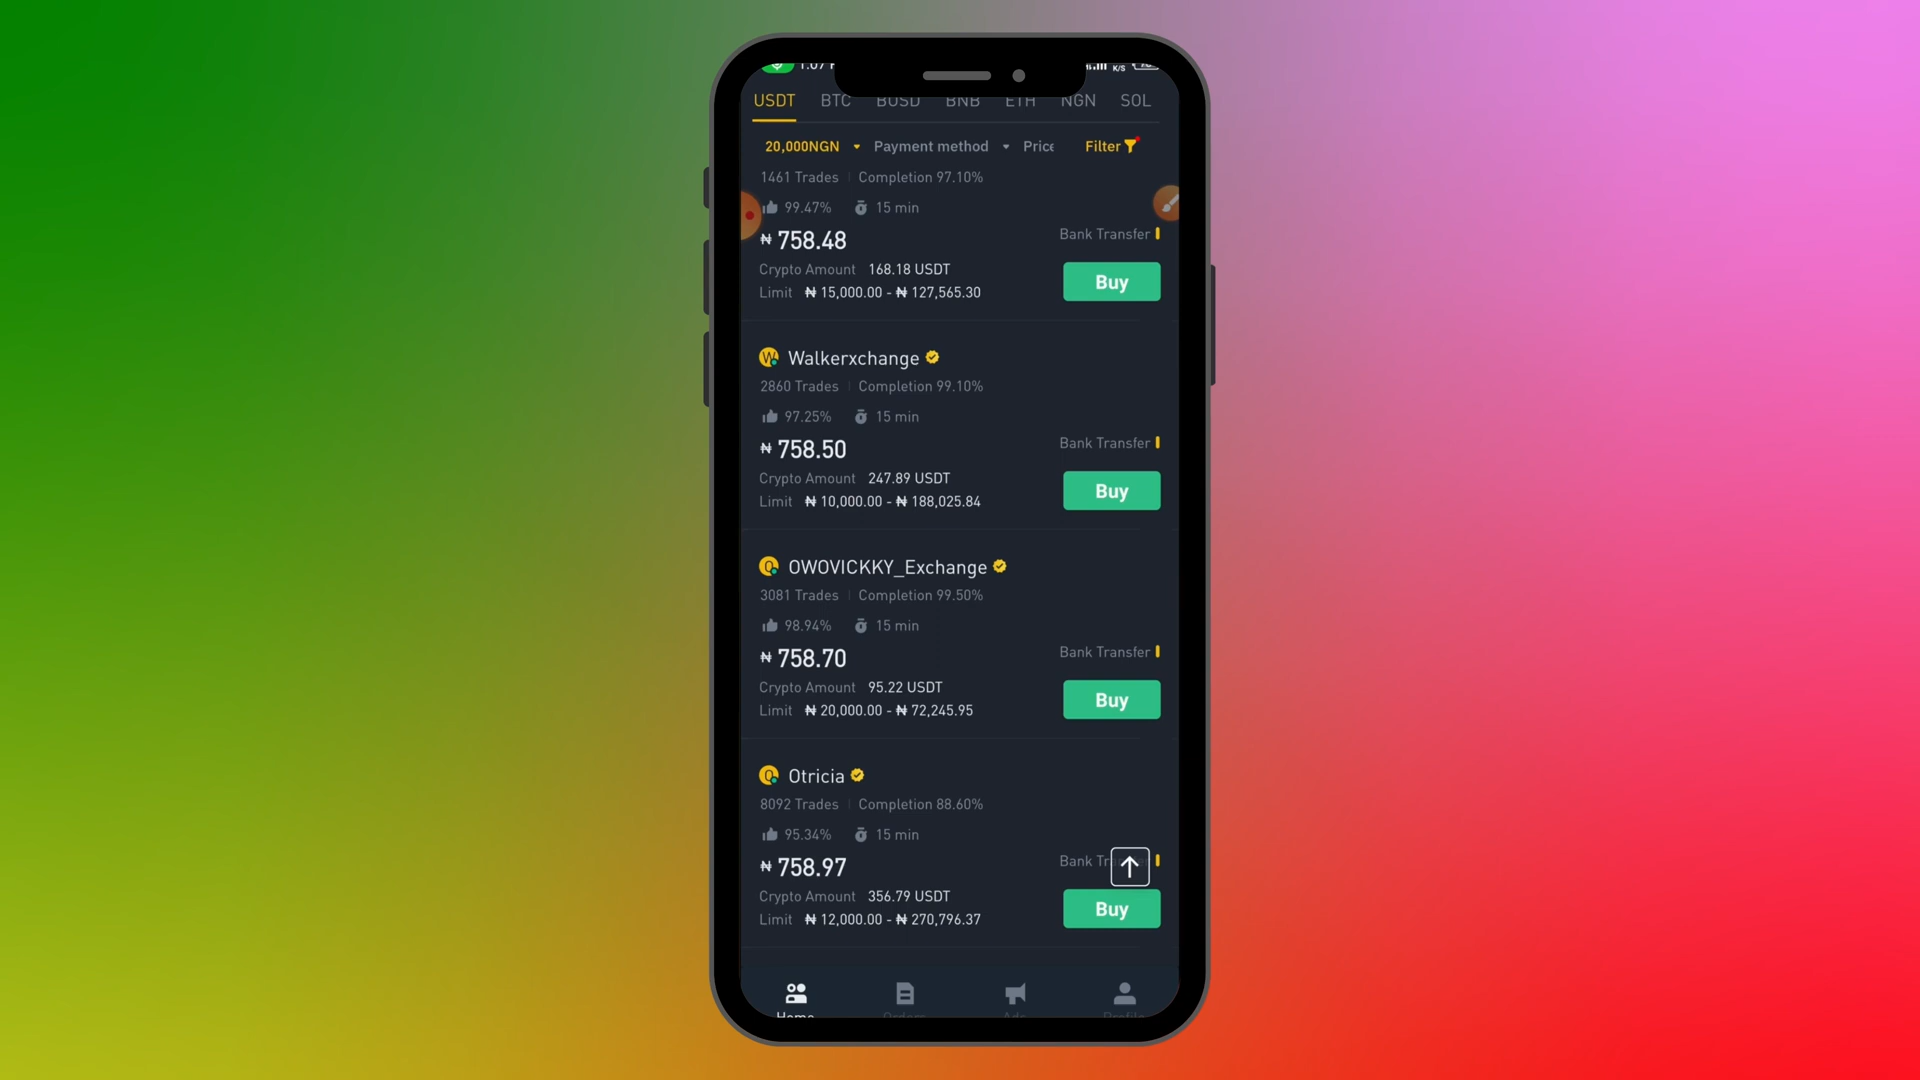 USDT BTC BUSD BNB ETH NGN SOL
20,000NGN Payment method Price Filter
1461 Trades Completion 97.10%
99.47% 15 min
₦ 758.48 Bank Transfer
Crypto Amount 168.18 USDT
Limit ₦ 15,000.00 - ₦ 127,565.30 Buy
Walkerxchange
2860 Trades Completion 99.10%
97.25% 15 min
₦ 758.50 Bank Transfer
Crypto Amount 247.89 USDT
Limit ₦ 10,000.00 - ₦ 188,025.84 Buy
OWOVICKKY_Exchange
3081 Trades Completion 99.50%
98.94% 15 min
₦ 758.70 Bank Transfer
Crypto Amount 95.22 USDT
Limit ₦ 20,000.00 - ₦ 72,245.95 Buy
Otricia
8092 Trades Completion 88.60%
95.34% 15 min
₦ 758.97 Bank
Crypto Amount 356.79 USDT
Limit ₦ 12,000.00 - ₦ 270,796.37 Buy
Home Orders Ads Profile